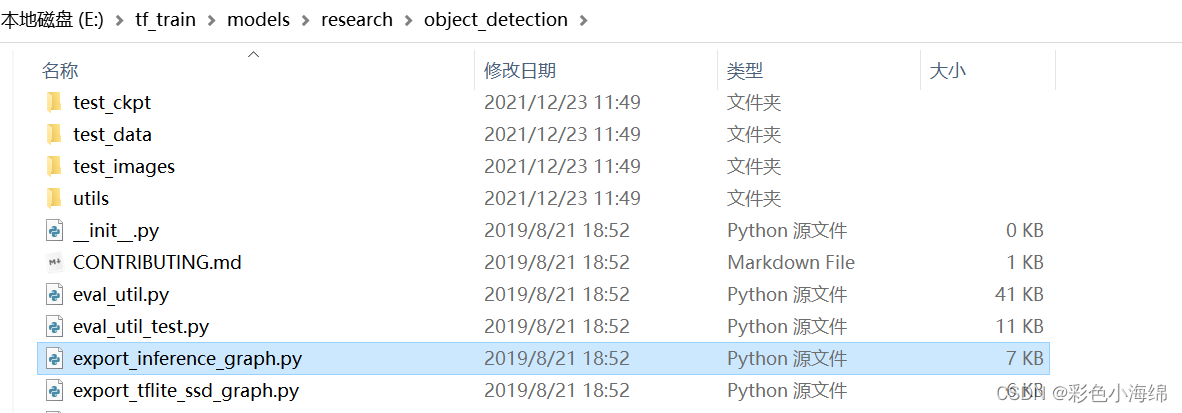 本地磁盘 (E:) > tf_train > models > research > object_detection >
名称 修改日期 类型 大小
test_ckpt 2021/12/23 11:49 文件夹
test_data 2021/12/23 11:49 文件夹
test_images 2021/12/23 11:49 文件夹
utils 2021/12/23 11:49 文件夹
__init__.py 2019/8/21 18:52 Python 源文件 0 KB
CONTRIBUTING.md 2019/8/21 18:52 Markdown File 1 KB
eval_util.py 2019/8/21 18:52 Python 源文件 41 KB
eval_util_test.py 2019/8/21 18:52 Python 源文件 11 KB
export_inference_graph.py 2019/8/21 18:52 Python 源文件 7 KB
export_tflite_ssd_graph.py 2019/8/21 18:52 Python 源文件 6 KB
CSDN @彩色小海绵